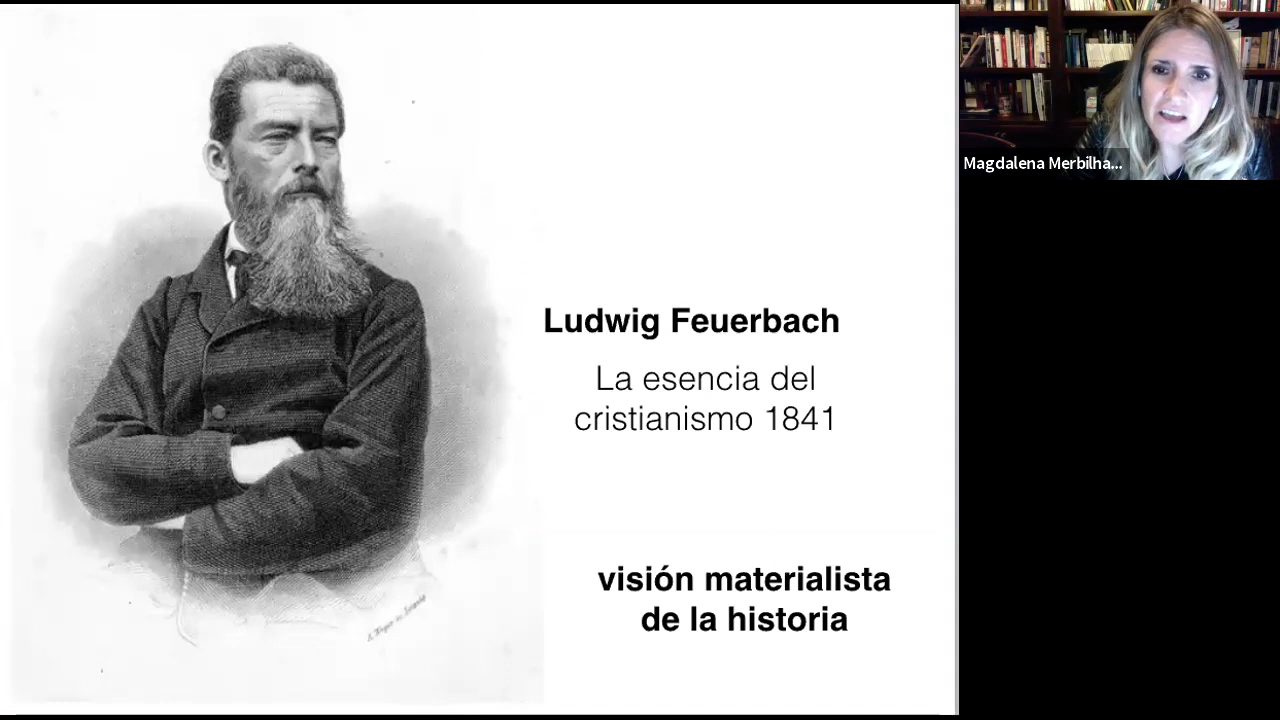 Ludwig Feuerbach
La esencia del
cristianismo 1841
visión materialista
de la historia
Magdalena Merbilha...